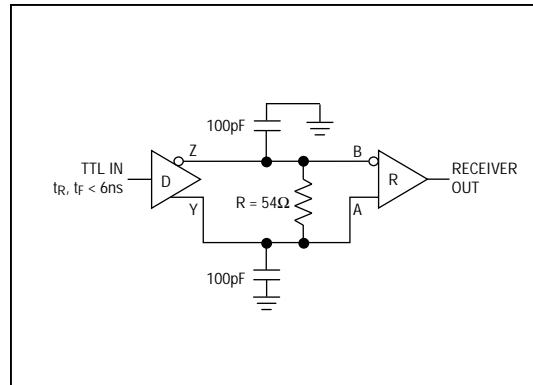 100pF
Z
B
TTL IN
tR, tF < 6ns
D
R
RECEIVER
OUT
R = 54Ω
Y
A
100pF